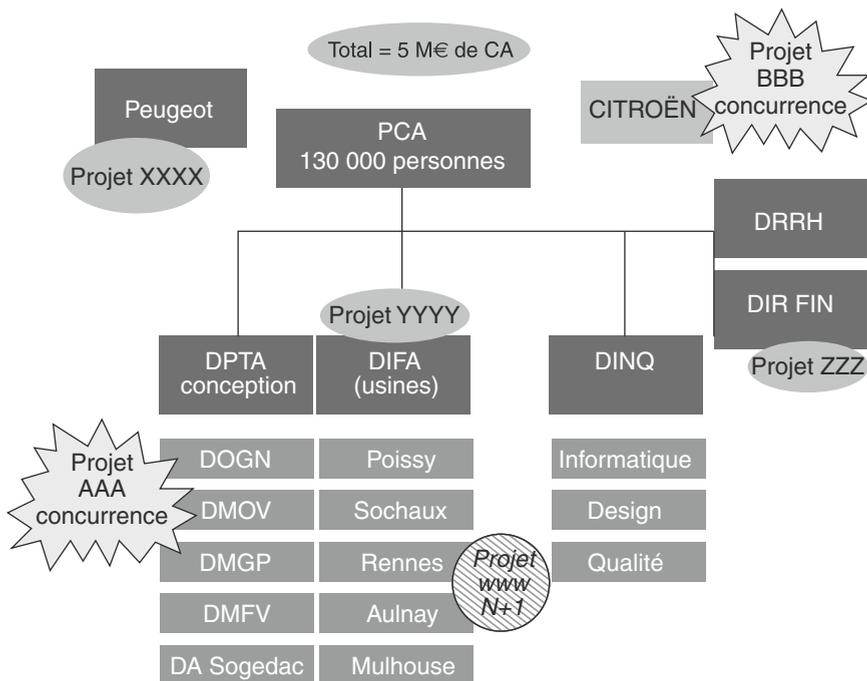 Total = 5 M€ de CA
Projet
BBB
concurrence
Peugeot
CITROËN
PCA
130 000 personnes
Projet XXXX
DRRH
DIR FIN
Projet ZZZ
Projet YYYY
DPTA
conception
DIFA
(usines)
DINQ
Projet
AAA
concurrence
DOGN
Poissy
Informatique
DMOV
Sochaux
Design
DMGP
Rennes
Projet
www
N+1
Qualité
DMFV
Aulnay
DA Sogedac
Mulhouse